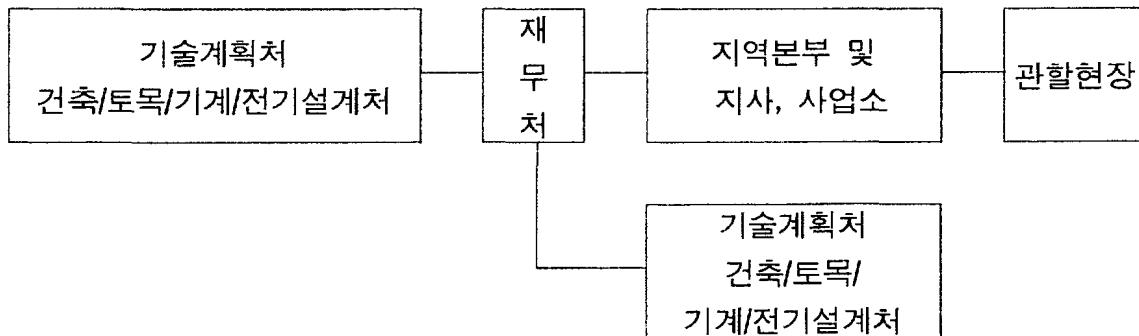 기술계획처
건축/토목/기계/전기설계처
재
무
처
지역본부 및
지사, 사업소
관할현장
기술계획처
건축/토목/
기계/전기설계처